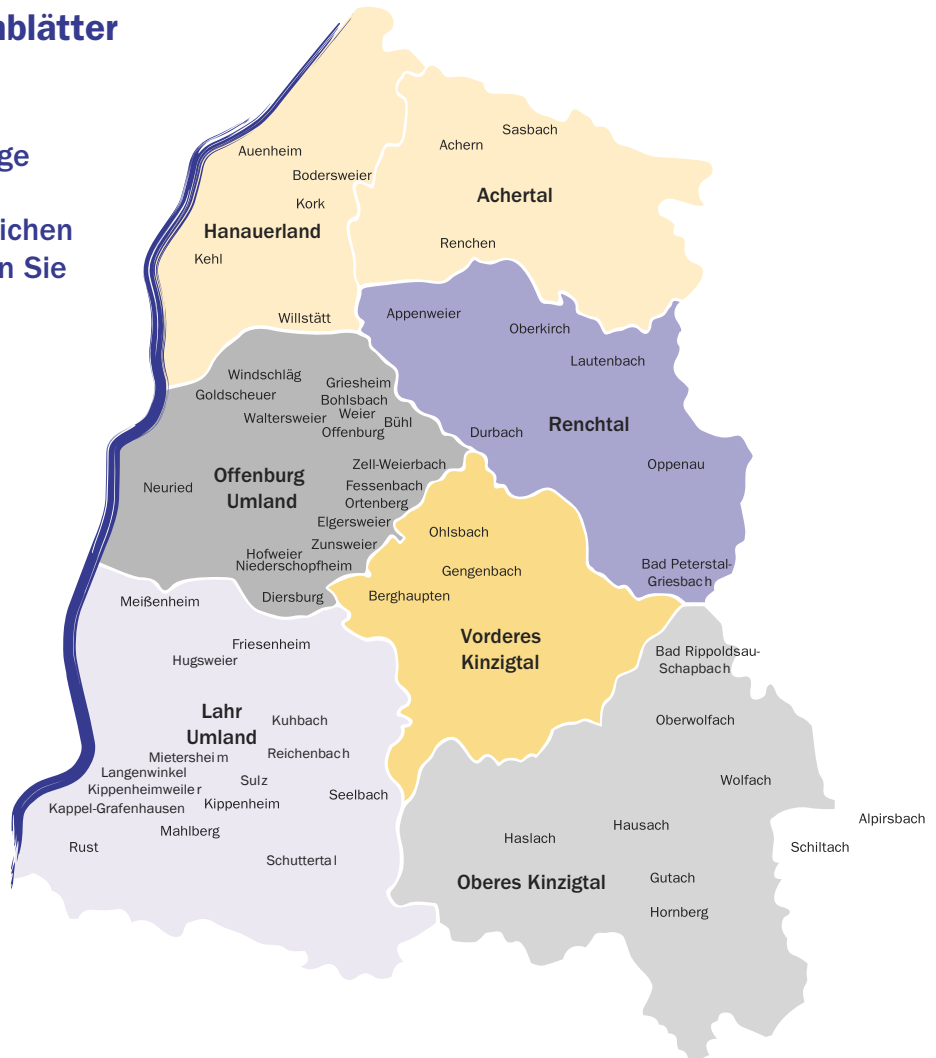 nblätter
ge
ichen
n Sie
Sasbach
Achern
Auenheim
Bodersweier
Achertal
Kork
Hanauerland
Renchen
Kehl
Appenweier
Willstätt
Oberkirch
Lautenbach
Windschläg
Griesheim
Goldscheuer
Bohlsbach
Weier
Waltersweier
Bühl
Offenburg
Durbach
Renchtal
Zell-Weierbach
Oppenau
Offenburg
Umland
Neuried
Fessenbach
Ortenberg
Elgersweier
Ohlsbach
Zunsweier
Hofweier
Niederschopfheim
Gengenbach
Bad Peterstal-
Griesbach
Diersburg
Berghaupten
Meißenheim
Vorderes
Kinzigtal
Friesenheim
Hugsweier
Bad Rippoldsau-
Schapbach
Lahr
Umland
Kuhbach
Oberwolfach
Mietersheim
Reichenbach
Langenwinkel
Sulz
Kippenheimweiler
Wolfach
Seelbach
Kappel-Grafenhausen
Kippenheim
Mahlberg
Hausach
Alpirsbach
Haslach
Rust
Schiltach
Schuttertal
Oberes Kinzigtal
Gutach
Hornberg